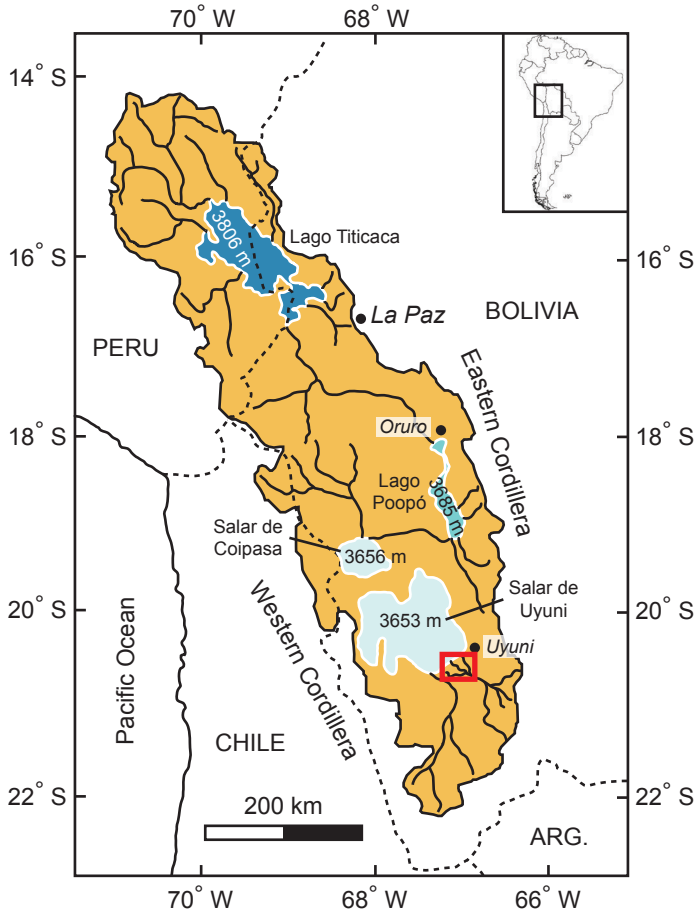 70° W
68° W
14° S
3806 m
Lago Titicaca
16° S
16° S
La Paz
BOLIVIA
PERU
Eastern Cordillera
Oruro
18° S
18° S
Lago
Poopó
3685 m
Salar de
Coipasa
3656 m
Salar de
Uyuni
20° S
20° S
3653 m
Uyuni
Western Cordillera
Pacific Ocean
CHILE
22° S
22° S
200 km
ARG.
70° W
68° W
66° W